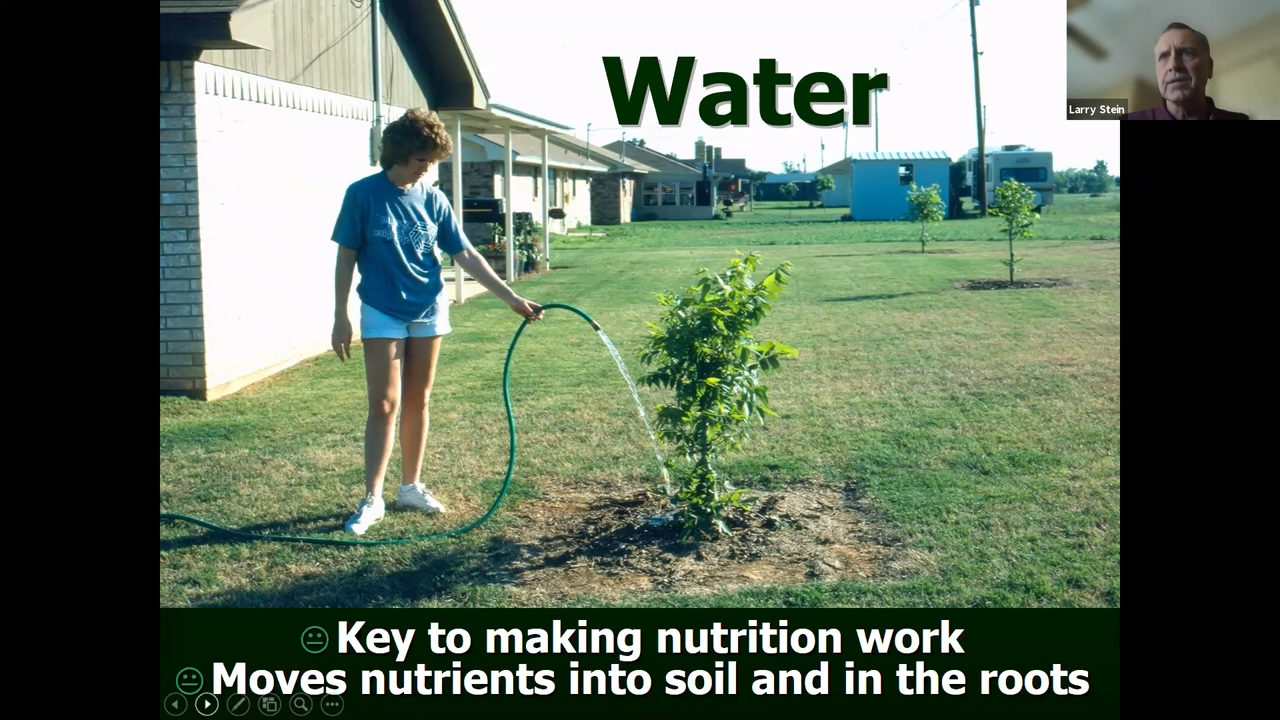 Water
Larry Stein
Key to making nutrition work
Moves nutrients into soil and in the roots